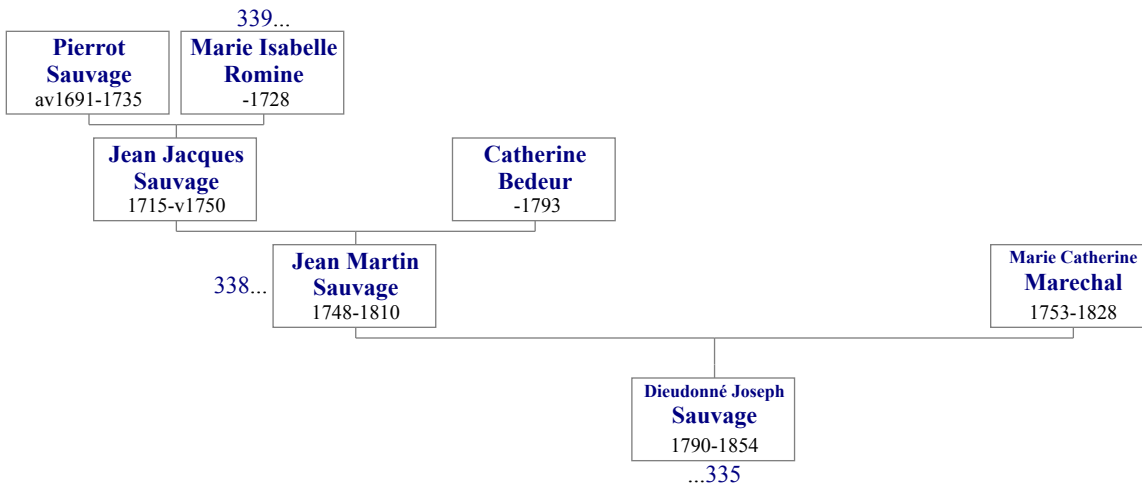 339...
Pierrot
Sauvage
av1691-1735
Marie Isabelle
Romine
-1728
Jean Jacques
Sauvage
1715-v1750
Catherine
Bedeur
-1793
338...
Jean Martin
Sauvage
1748-1810
Marie Catherine
Marechal
1753-1828
Dieudonné Joseph
Sauvage
1790-1854
...335